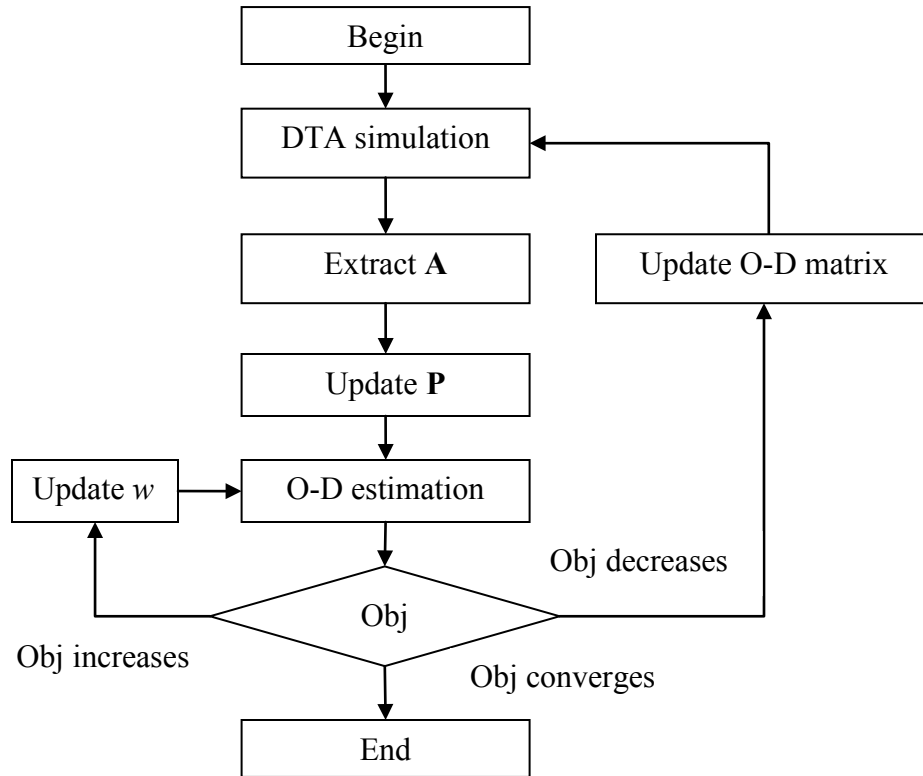 Begin
DTA simulation
Extract A
Update O-D matrix
Update P
Update w
O-D estimation
Obj decreases
Obj
Obj increases
Obj converges
End